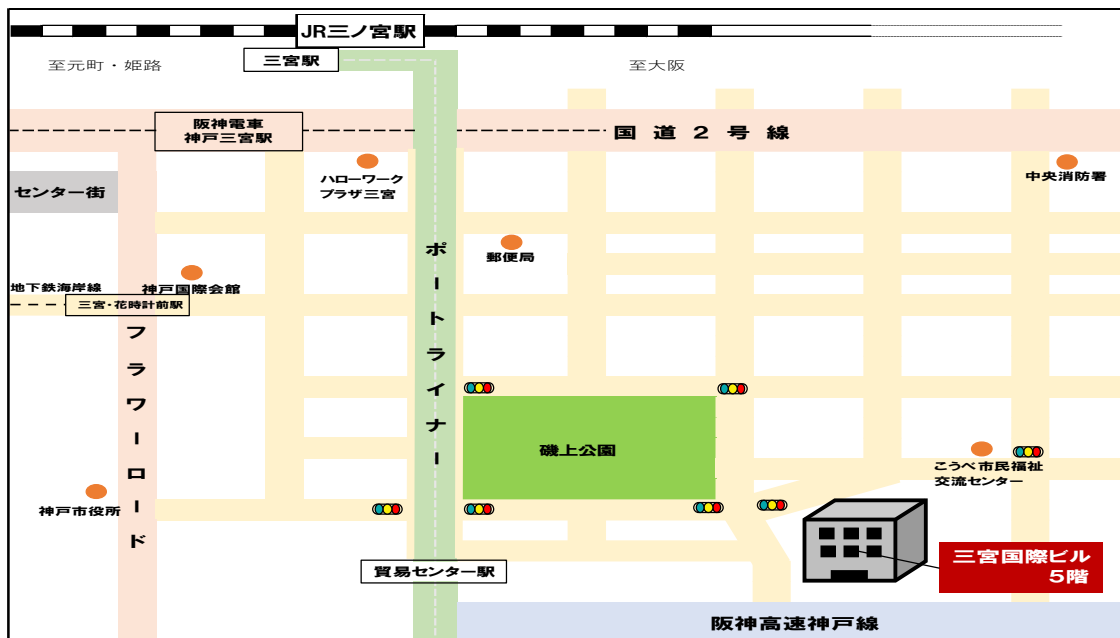 JR三ノ宮駅
三宮駅
至元町・姫路
至大阪
阪神電車
神戸三宮駅
国道2号線
ハローワーク
プラザ三宮
中央消防署
センター街
郵便局
地下鉄海岸線
神戸国際会館
三宮・花時計前駅
ポートライナー
フラワーロード
磯上公園
こうべ市民福祉
交流センター
神戸市役所
三宮国際ビル
5階
貿易センター駅
阪神高速神戸線